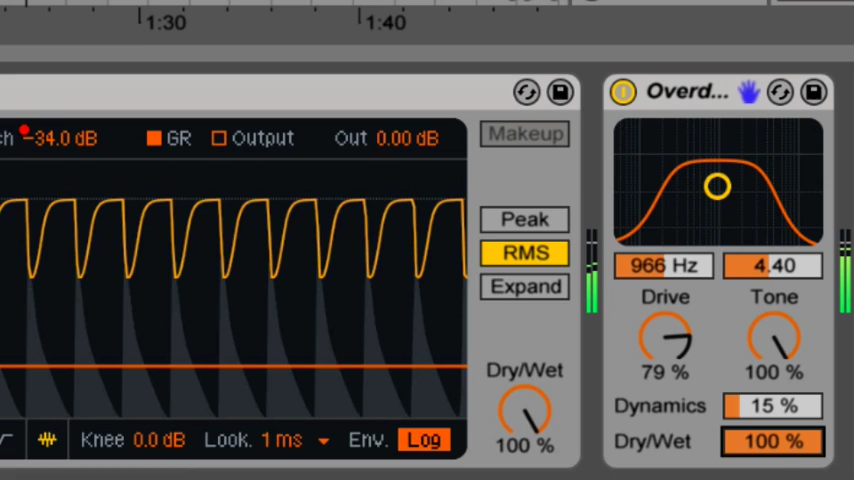 1:30 1:40
Overd...
ch -34.0 dB GR Output Out 0.00 dB
Makeup
Peak
RMS
Expand
966 Hz 4.40
Drive Tone
79 % 100 %
Dry/Wet
100 %
Dynamics 15 %
Dry/Wet 100 %
Knee 0.0 dB Look. 1 ms Env. Log